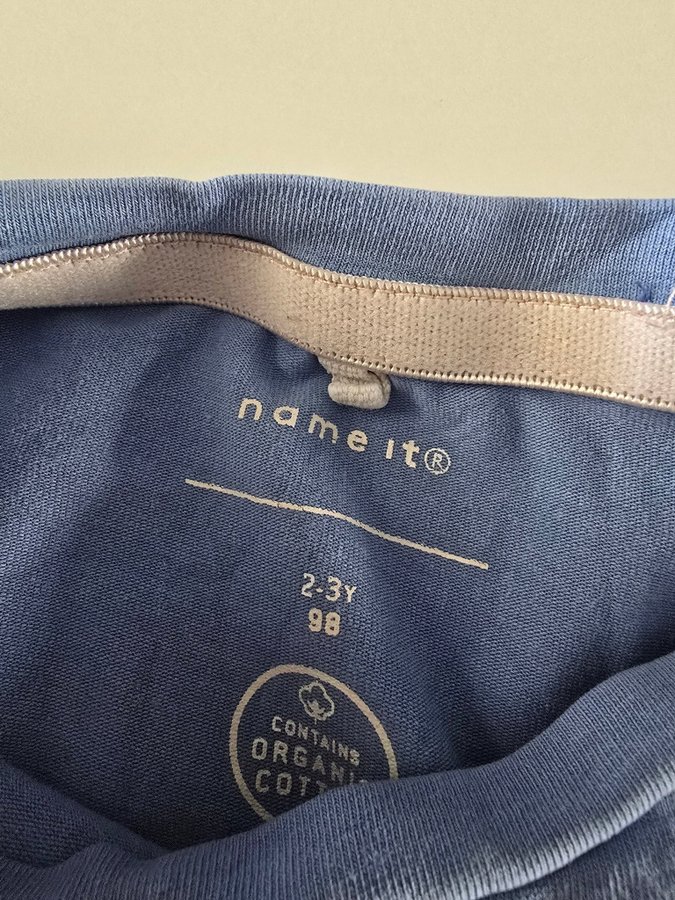 name it®
2-3Y
98
CONTAINS
ORGANI
COTT